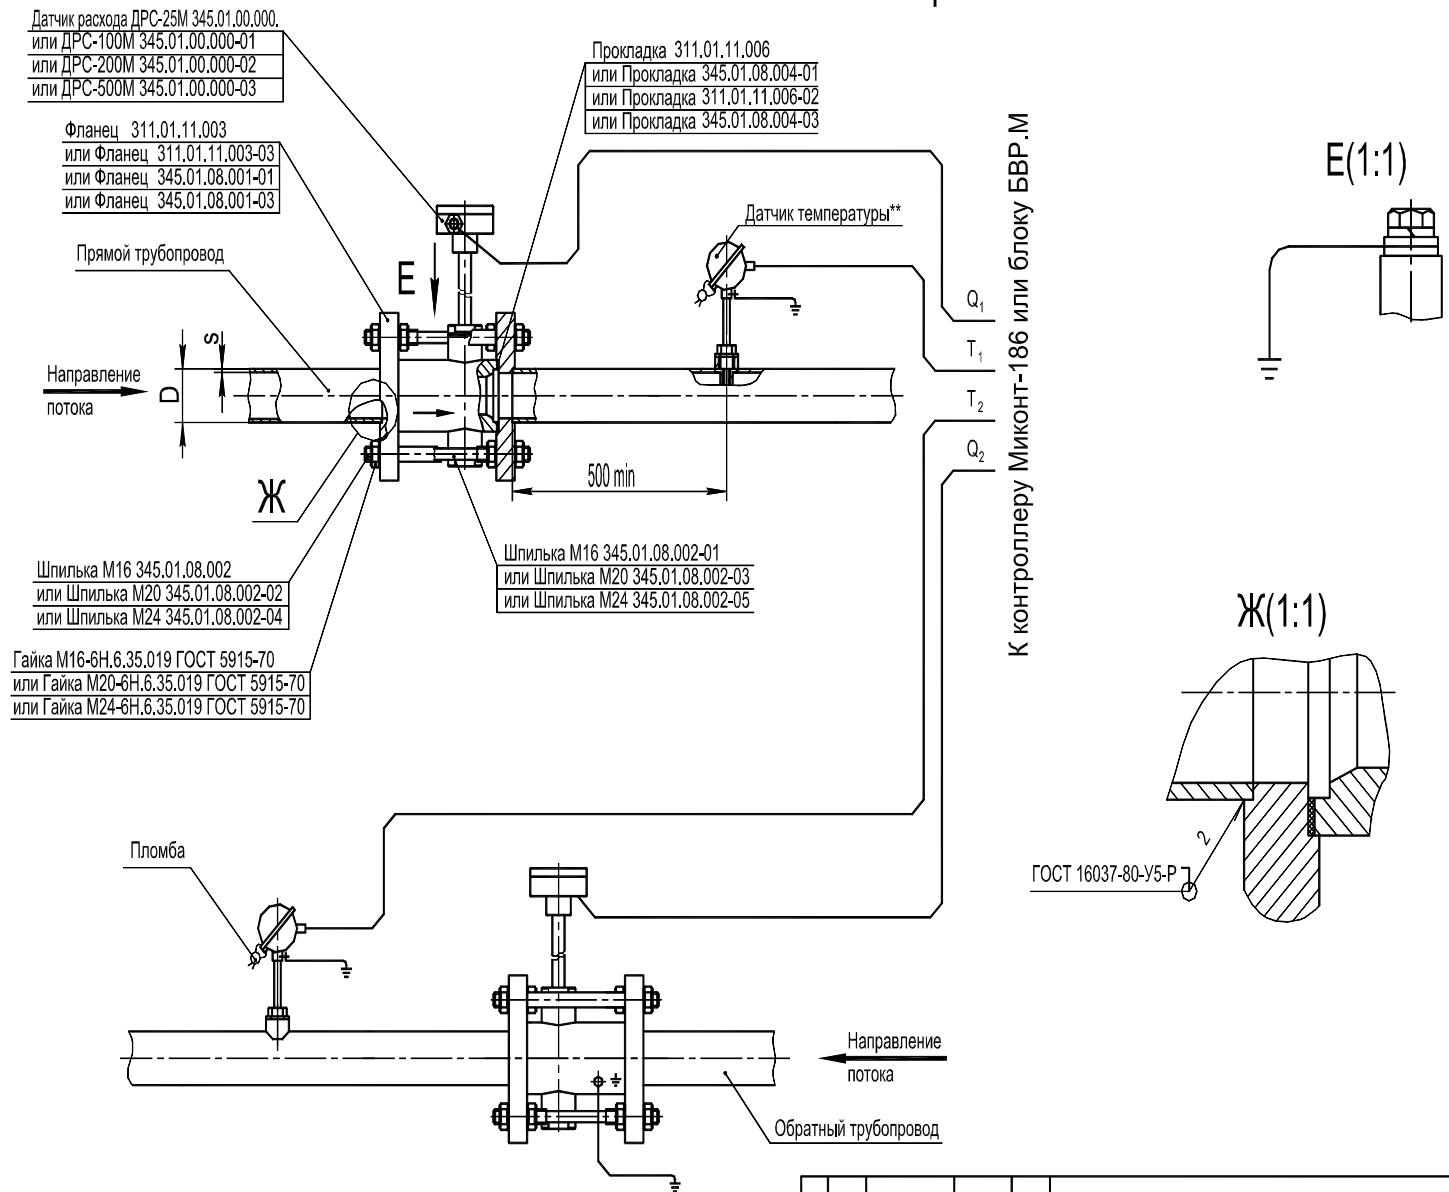 Датчик расхода ДРС-25М 345.01.00.000.
или ДРС-100М 345.01.00.000-01
или ДРС-200М 345.01.00.000-02
или ДРС-500М 345.01.00.000-03
Прокладка 311.01.11.006
или Прокладка 345.01.08.004-01
или Прокладка 311.01.11.006-02
или Прокладка 345.01.08.004-03
Фланец 311.01.11.003
или Фланец 311.01.11.003-03
или Фланец 345.01.08.001-01
или Фланец 345.01.08.001-03
Е(1:1)
Датчик температуры**
Прямой трубопровод
Е
К контроллеру Миконт-186 или блоку БВР.М
Q1
T1
T2
Q2
s
D
Направление
потока
500 min
Ж
Шпилька М16 345.01.08.002
или Шпилька М20 345.01.08.002-02
или Шпилька М24 345.01.08.002-04
Шпилька М16 345.01.08.002-01
или Шпилька М20 345.01.08.002-03
или Шпилька М24 345.01.08.002-05
Гайка М16-6Н.6.35.019 ГОСТ 5915-70
или Гайка М20-6Н.6.35.019 ГОСТ 5915-70
или Гайка М24-6Н.6.35.019 ГОСТ 5915-70
Ж(1:1)
2
ГОСТ 16037-80-У5-Р
Пломба
Направление
потока
Обратный трубопровод